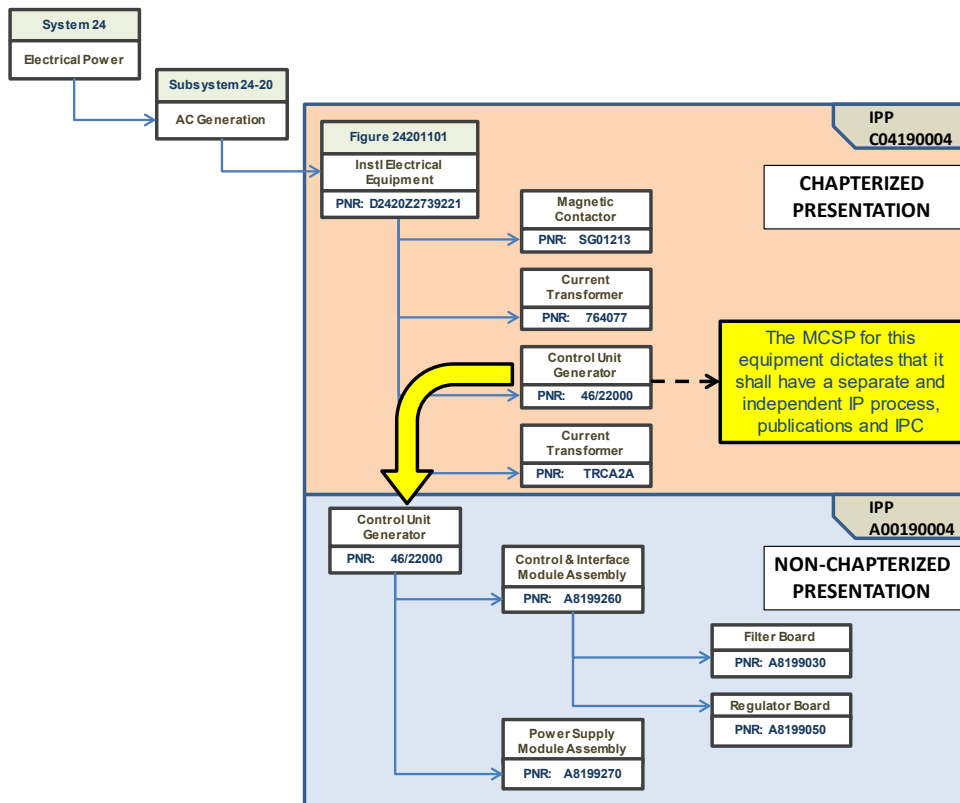 System 24
Electrical Power
Subsystem 24-20
AC Generation
IPP
C04190004
CHAPTERIZED
PRESENTATION
Figure 24201101
Instl Electrical
Equipment
PNR: D2420Z2739221
Magnetic
Contactor
PNR: SG01213
Current
Transformer
PNR: 764077
Control Unit
Generator
PNR: 46/22000
The MCSP for this
equipment dictates that it
shall have a separate and
independent IP process,
publications and IPC
Current
Transformer
PNR: TRCA2A
IPP
A00190004
NON-CHAPTERIZED
PRESENTATION
Control Unit
Generator
PNR: 46/22000
Control & Interface
Module Assembly
PNR: A8199260
Filter Board
PNR: A8199030
Regulator Board
PNR: A8199050
Power Supply
Module Assembly
PNR: A8199270